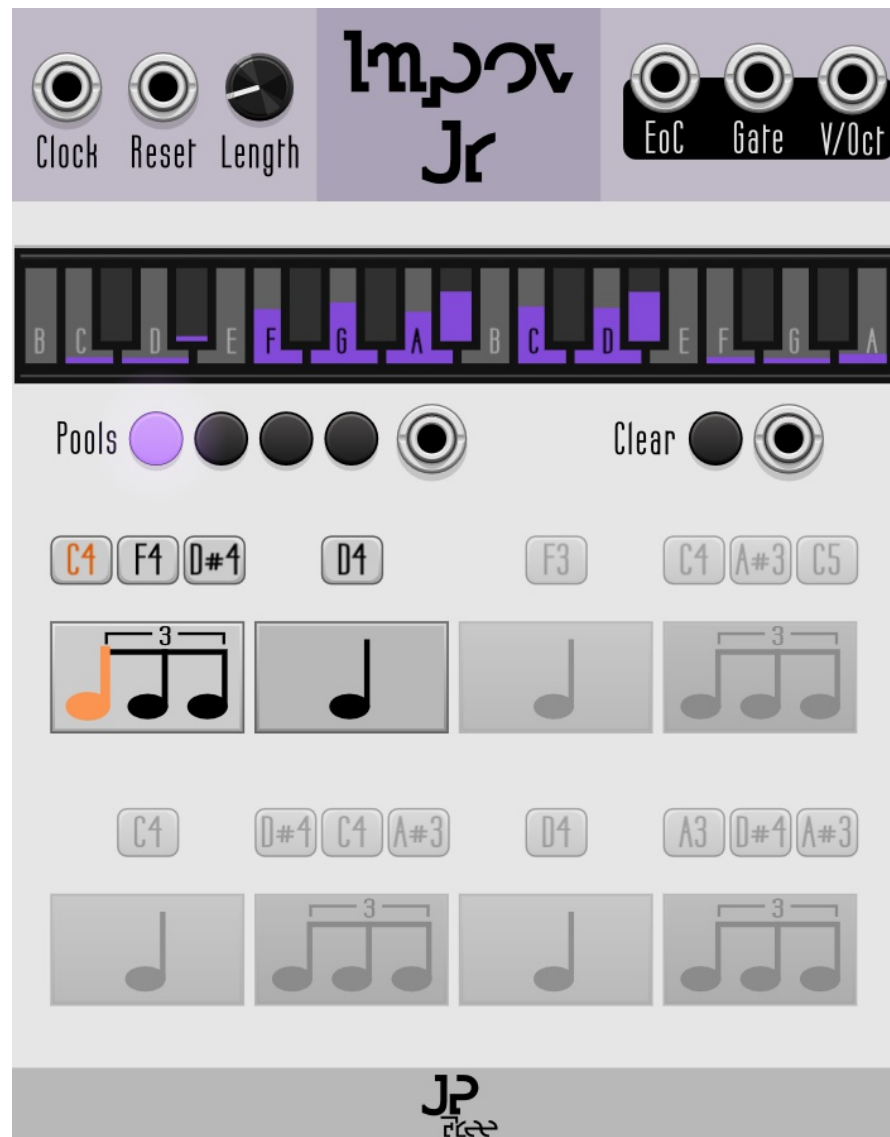 Improv
Jr
Clock Reset Length
EoC Gate V/Oct
B C D E F G A B C D E F G A
Pools Clear
C4 F4 D#4 D4 F3 C4 A#3 C5
3 3
C4 D#4 C4 A#3 D4 A3 D#4 A#3
3 3
JP